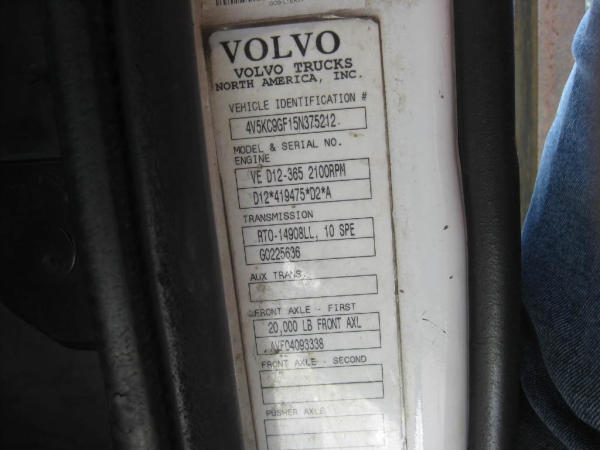 VOLVO
VOLVO TRUCKS
NORTH AMERICA, INC.
VEHICLE IDENTIFICATION #
4V5KC9GF15N375212
MODEL & SERIAL NO.
ENGINE
VE D12-365 2100RPM
D12*419475*D2*A
TRANSMISSION
RTO-14908LL, 10 SPE
G0225636
AUX TRANS.
FRONT AXLE - FIRST
20,000 LB FRONT AXL
AVF04093338
FRONT AXLE - SECOND
PUSHER AXLE